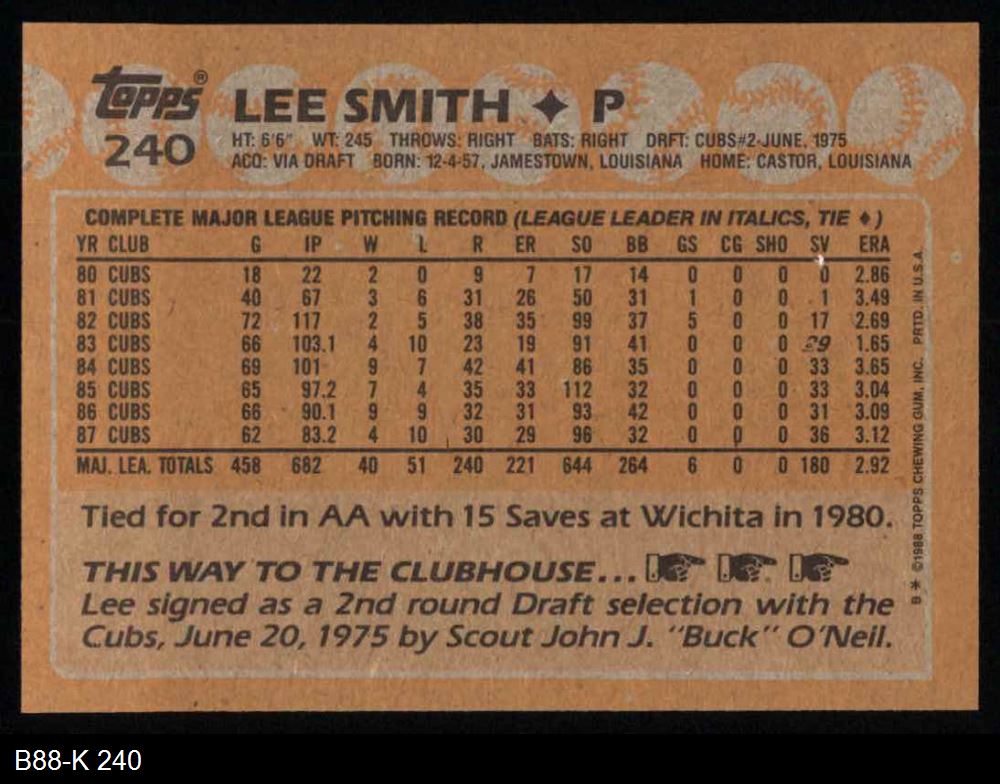 Topps®
240
LEE SMITH ✦ P
HT: 6'6" WT: 245 THROWS: RIGHT BATS: RIGHT DRFT: CUBS#2-JUNE, 1975
ACQ: VIA DRAFT BORN: 12-4-57, JAMESTOWN, LOUISIANA HOME: CASTOR, LOUISIANA
COMPLETE MAJOR LEAGUE PITCHING RECORD (LEAGUE LEADER IN ITALICS, TIE ♦)
YR CLUB G IP W L R ER SO BB GS CG SHO SV ERA
80 CUBS 18 22 2 0 9 7 17 14 0 0 0 0 2.86
81 CUBS 40 67 3 6 31 26 50 31 1 0 0 1 3.49
82 CUBS 72 117 2 5 38 35 99 37 5 0 0 17 2.69
83 CUBS 66 103.1 4 10 23 19 91 41 0 0 0 29 1.65
84 CUBS 69 101 9 7 42 41 86 35 0 0 0 33 3.65
85 CUBS 65 97.2 7 4 35 33 112 32 0 0 0 33 3.04
86 CUBS 66 90.1 9 9 32 31 93 42 0 0 0 31 3.09
87 CUBS 62 83.2 4 10 30 29 96 32 0 0 0 36 3.12
MAJ. LEA. TOTALS 458 682 40 51 240 221 644 264 6 0 0 180 2.92
Tied for 2nd in AA with 15 Saves at Wichita in 1980.
THIS WAY TO THE CLUBHOUSE...
Lee signed as a 2nd round Draft selection with the
Cubs, June 20, 1975 by Scout John J. "Buck" O'Neil.
B * ©1988 TOPPS CHEWING GUM, INC. PRTD. IN U.S.A.
B88-K 240